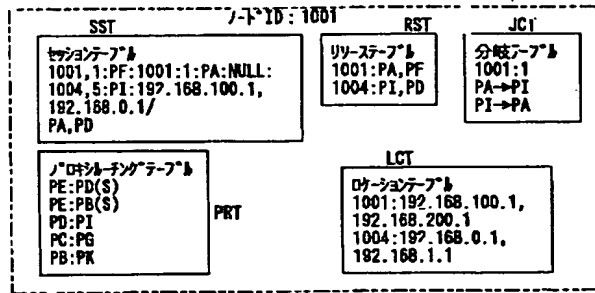 ノードID:1001
SST
セッションテーブル
1001,1:PF:1001:1:PA:NULL:
1004,5:PI:192.168.100.1,
192.168.0.1/
PA,PD
RST
リソーステーブル
1001:PA,PF
1004:PI,PD
JCT
分岐テーブル
1001:1
PA→PI
PI→PA
プロキシルーチングテーブル
PE:PD(S)
PE:PB(S)
PD:PI
PC:PG
PB:PK
PRT
LCT
ロケーションテーブル
1001:192.168.100.1,
192.168.200.1
1004:192.168.0.1,
192.168.1.1